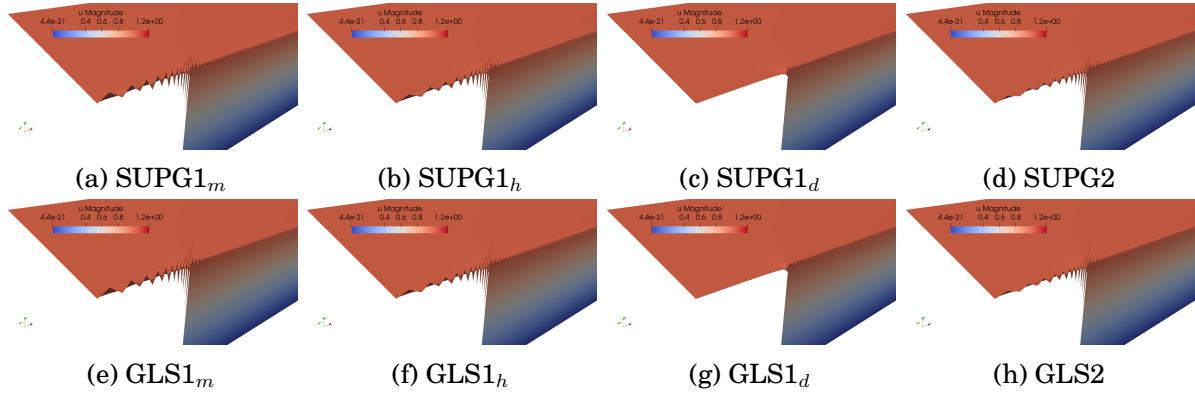 u Magnitude u Magnitude u Magnitude u Magnitude
4.4e-21 0.4 0.6 0.8 1.2e+00 4.4e-21 0.4 0.6 0.8 1.2e+00 4.4e-21 0.4 0.6 0.8 1.2e+00 4.4e-21 0.4 0.6 0.8 1.2e+00
(a) SUPG1ₘ (b) SUPG1ₕ (c) SUPG1d (d) SUPG2
u Magnitude u Magnitude u Magnitude u Magnitude
4.4e-21 0.4 0.6 0.8 1.2e+00 4.4e-21 0.4 0.6 0.8 1.2e+00 4.4e-21 0.4 0.6 0.8 1.2e+00 4.4e-21 0.4 0.6 0.8 1.2e+00
(e) GLS1ₘ (f) GLS1ₕ (g) GLS1d (h) GLS2